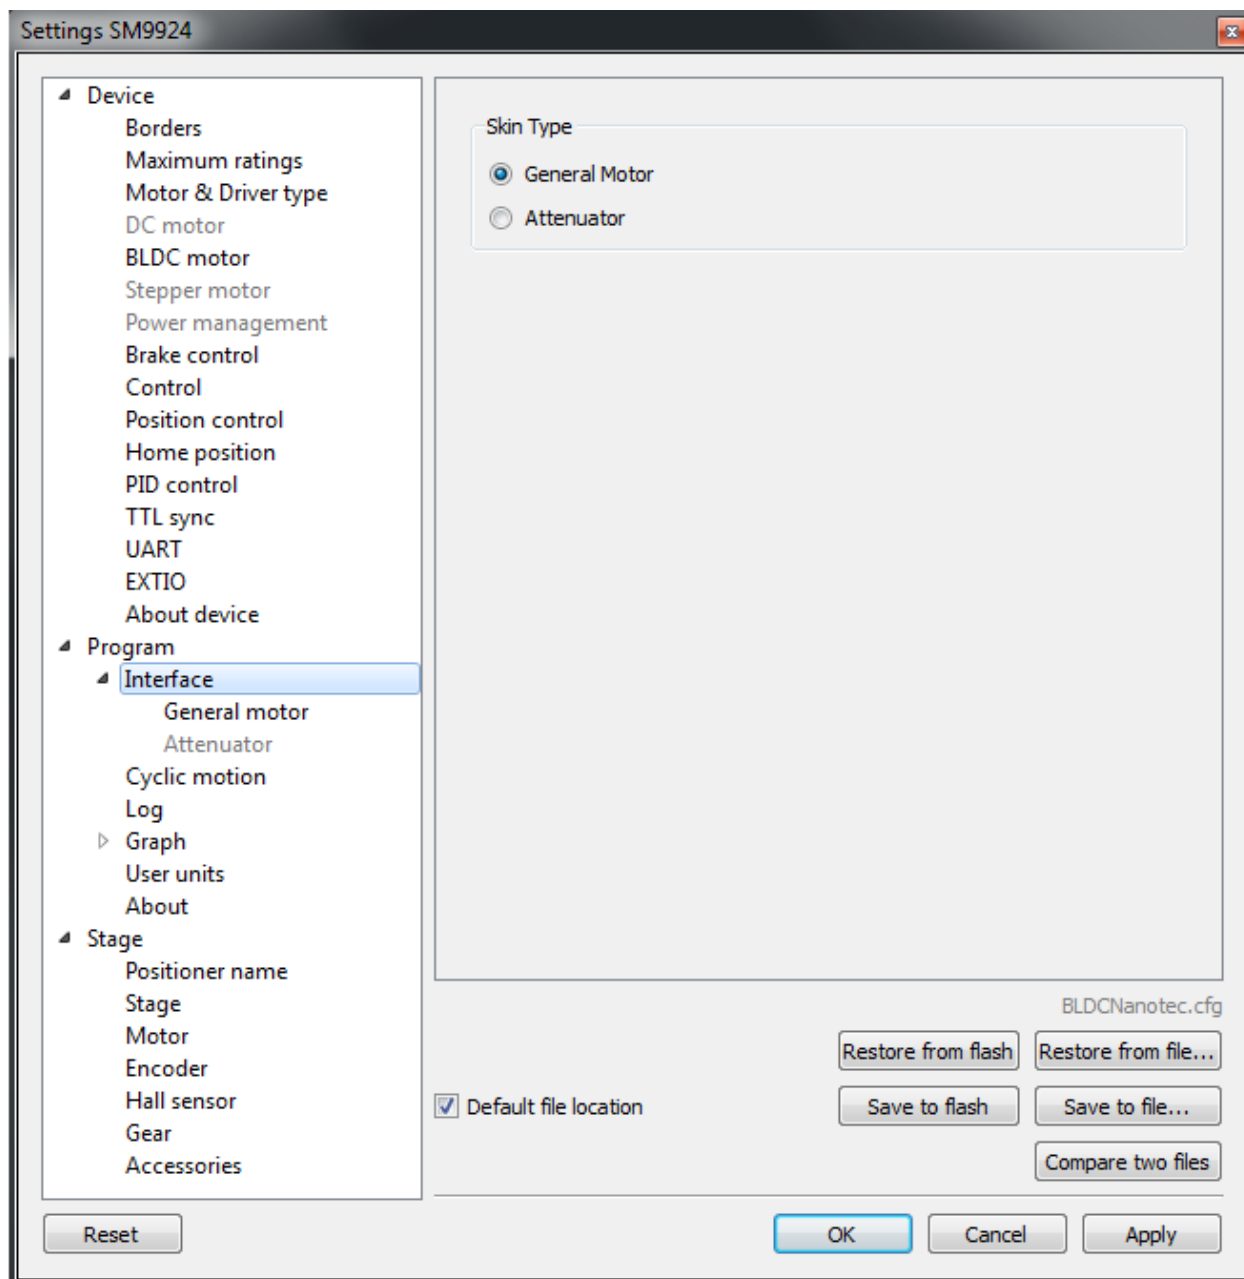 Settings SM9924
Device
Borders
Maximum ratings
Motor & Driver type
DC motor
BLDC motor
Stepper motor
Power management
Brake control
Control
Position control
Home position
PID control
TTL sync
UART
EXTIO
About device
Program
Interface
General motor
Attenuator
Cyclic motion
Log
Graph
User units
About
Stage
Positioner name
Stage
Motor
Encoder
Hall sensor
Gear
Accessories
Skin Type
General Motor
Attenuator
BLDCNanotec.cfg
Restore from flash
Restore from file...
Default file location
Save to flash
Save to file...
Compare two files
Reset
OK
Cancel
Apply